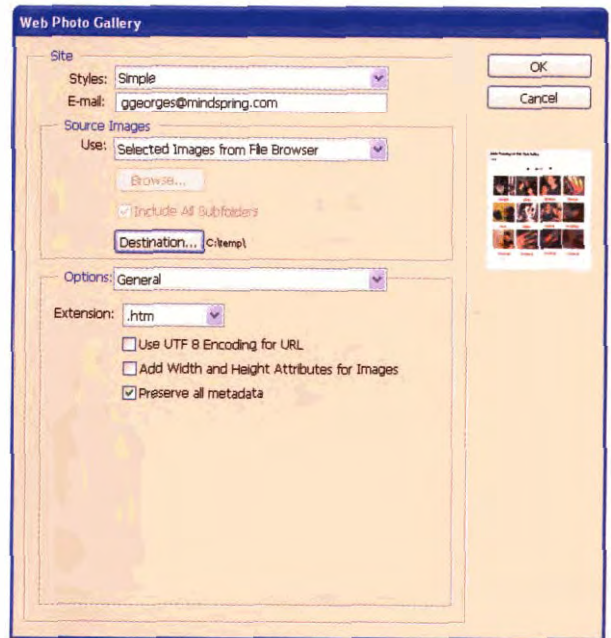 Web Photo Gallery
Site
Styles: Simple
E-mail: ggeorges@mindspring.com
OK
Cancel
Source Images
Use: Selected Images from File Browser
Browse...
Include All Subfolders
Destination... C:\temp\
Options: General
Extension: .htm
Use UTF 8 Encoding for URL
Add Width and Height Attributes for Images
Preserve all metadata